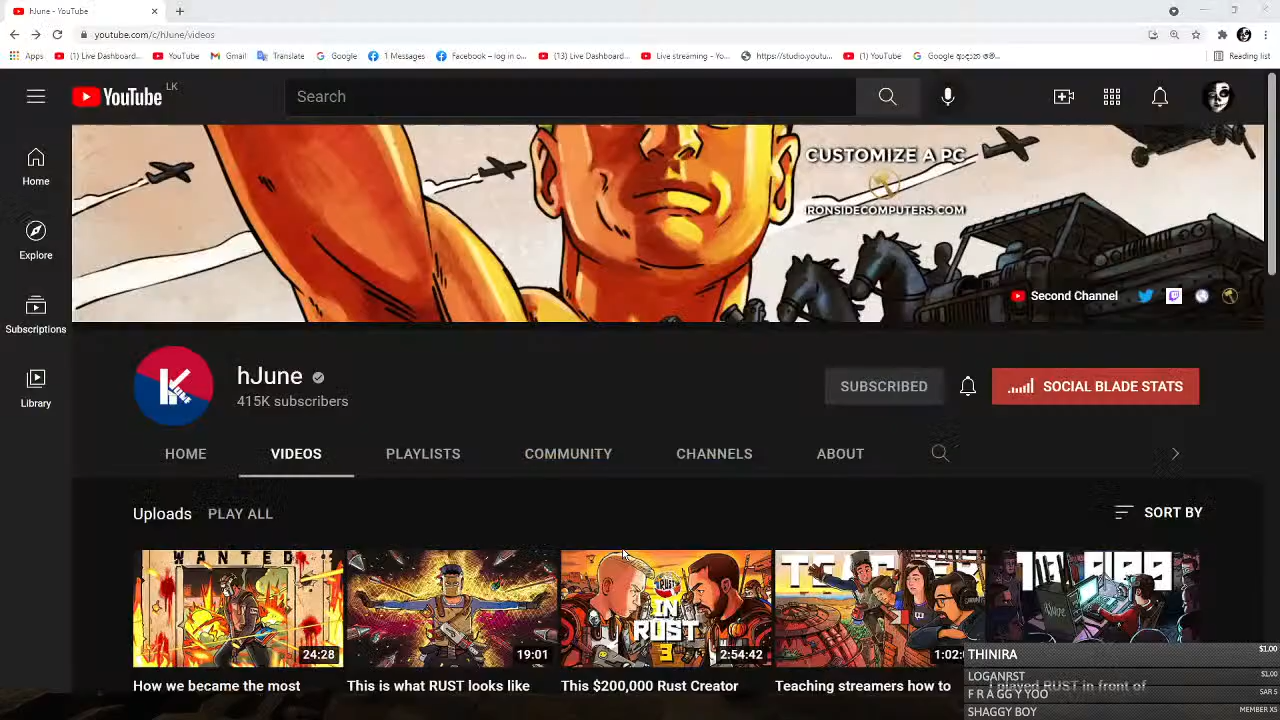 hJune - YouTube
youtube.com/c/hJune/videos
Apps
(1) Live Dashboard...
YouTube
Gmail
Translate
Google
1 Messages
Facebook – log in o...
(13) Live Dashboard...
Live streaming - Yo...
https://studio.youtu...
(1) YouTube
Reading list
YouTube LK
Search
CUSTOMIZE A PC
IRONSIDECOMPUTERS.COM
Home
Explore
Subscriptions
Library
Second Channel
hJune
415K subscribers
SUBSCRIBED
SOCIAL BLADE STATS
HOME
VIDEOS
PLAYLISTS
COMMUNITY
CHANNELS
ABOUT
Uploads
PLAY ALL
SORT BY
WANTED
24:28
19:01
RUST
IN
RUST
3
2:54:42
1:02:
How we became the most
This is what RUST looks like
This $200,000 Rust Creator
Teaching streamers how to
I played RUST in front of
THINIRA $1.00
LOGANRST $1.00
F R A G G Y YOO SAR 5
SHAGGY BOY MEMBER X5